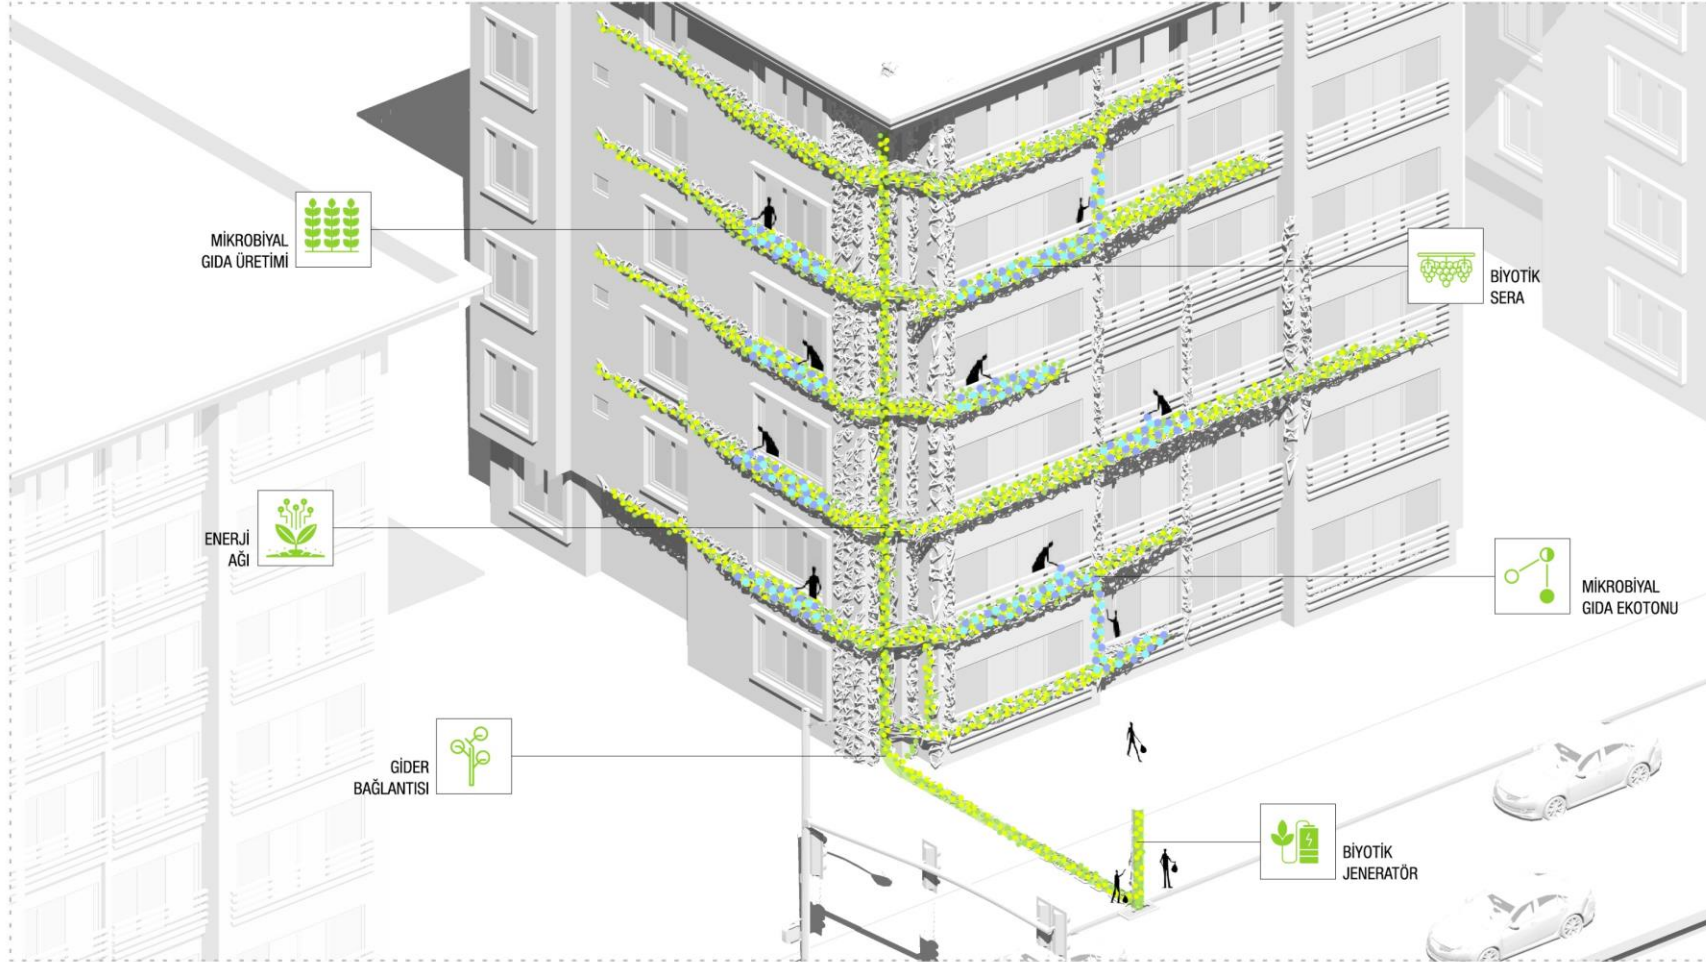 MİKROBİYAL
GIDA ÜRETİMİ
BİYOTİK
SERA
ENERJİ
AĞI
MİKROBİYAL
GIDA EKOTONU
GİDER
BAĞLANTISI
BİYOTİK
JENERATÖR